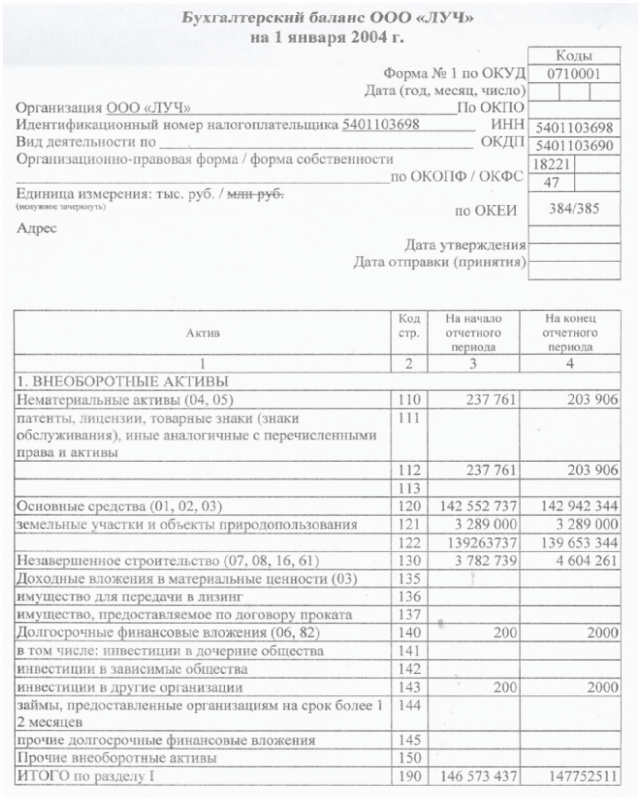 Бухгалтерский баланс ООО «ЛУЧ»
на 1 января 2004 г.
Коды
Форма № 1 по ОКУД 0710001
Дата (год, месяц, число)
Организация ООО «ЛУЧ» По ОКПО
Идентификационный номер налогоплательщика 5401103698 ИНН 5401103698
Вид деятельности по ОКДП 5401103690
Организационно-правовая форма / форма собственности 18221
по ОКОПФ / ОКФС 47
Единица измерения: тыс. руб. / млн руб.
(ненужное зачеркнуть)
по ОКЕИ 384/385
Адрес
Дата утверждения
Дата отправки (принятия)
Актив Код стр. На начало отчетного периода На конец отчетного периода
1 2 3 4
1. ВНЕОБОРОТНЫЕ АКТИВЫ
Нематериальные активы (04, 05) 110 237 761 203 906
патенты, лицензии, товарные знаки (знаки 111
обслуживания), иные аналогичные с перечисленными
права и активы
112 237 761 203 906
113
Основные средства (01, 02, 03) 120 142 552 737 142 942 344
земельные участки и объекты природопользования 121 3 289 000 3 289 000
122 139263737 139 653 344
Незавершенное строительство (07, 08, 16, 61) 130 3 782 739 4 604 261
Доходные вложения в материальные ценности (03) 135
имущество для передачи в лизинг 136
имущество, предоставляемое по договору проката 137
Долгосрочные финансовые вложения (06, 82) 140 200 2000
в том числе: инвестиции в дочерние общества 141
инвестиции в зависимые общества 142
инвестиции в другие организации 143 200 2000
займы, предоставленные организациям на срок более 1 144
2 месяцев
прочие долгосрочные финансовые вложения 145
Прочие внеоборотные активы 150
ИТОГО по разделу I 190 146 573 437 147752511